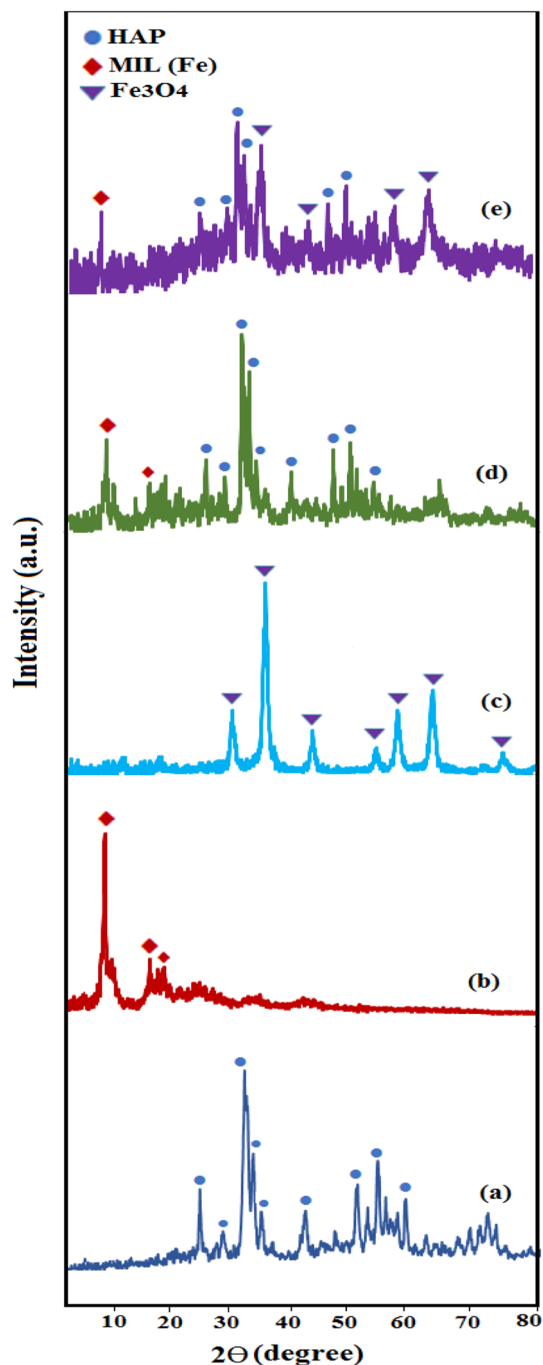 HAP
MIL (Fe)
Fe3O4
(e)
(d)
(c)
(b)
(a)
Intensity (a.u.)
10 20 30 40 50 60 70 80
2Θ (degree)